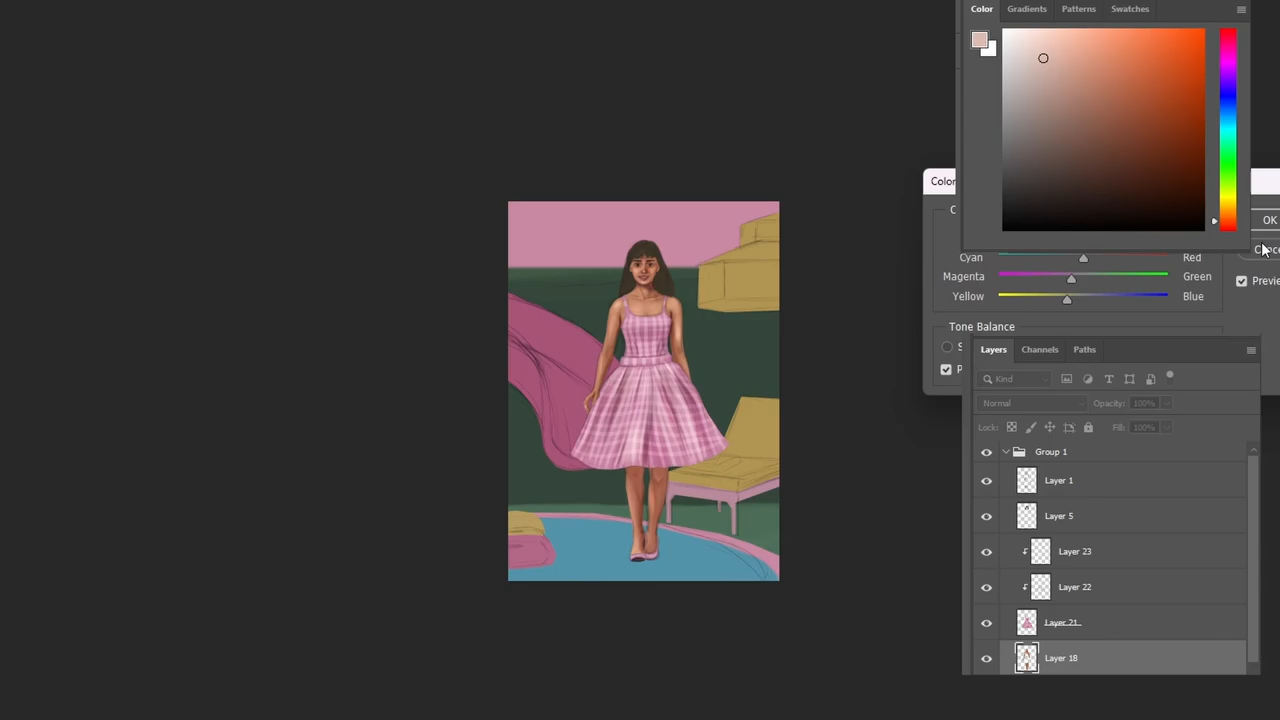 Color Gradients Patterns Swatches
Color
OK
Cyan Red
Magenta Green
Yellow Blue
Tone Balance
Layers Channels Paths
Kind
Normal Opacity: 100%
Lock: Fill: 100%
Group 1
Layer 1
Layer 5
Layer 23
Layer 22
Layer 21
Layer 18